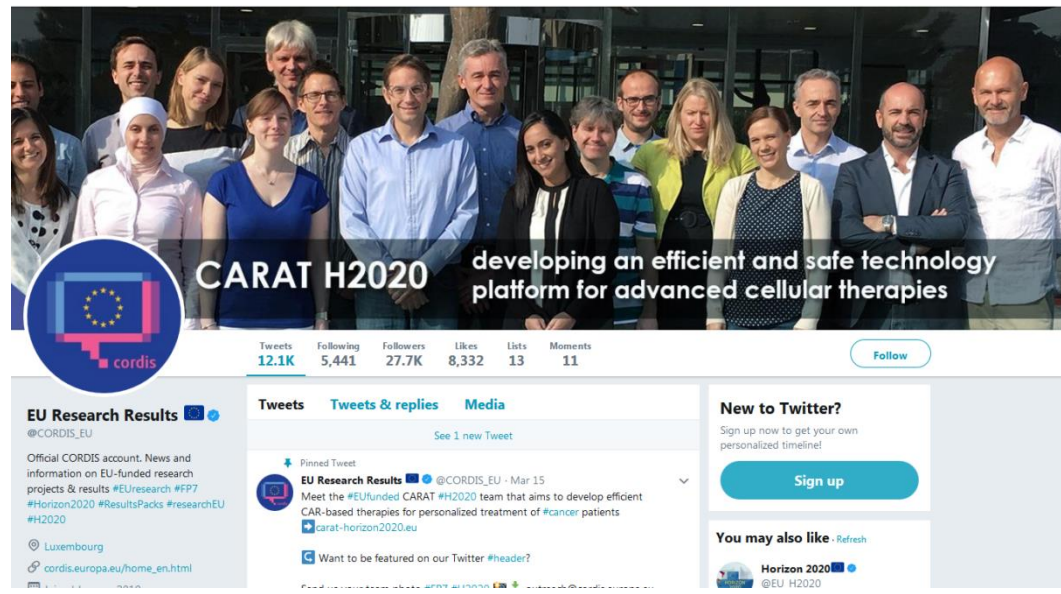 CARAT H2020
developing an efficient and safe technology
platform for advanced cellular therapies
cordis
Tweets Following Followers Likes Lists Moments
12.1K 5,441 27.7K 8,332 13 11
Follow
EU Research Results
@CORDIS_EU
Official CORDIS account. News and
information on EU-funded research
projects & results #EUresearch #FP7
#Horizon2020 #ResultsPacks #researchEU
#H2020
Luxembourg
cordis.europa.eu/home_en.html
Tweets Tweets & replies Media
See 1 new Tweet
Pinned Tweet
EU Research Results @CORDIS_EU · Mar 15
Meet the #EUfunded CARAT #H2020 team that aims to develop efficient
CAR-based therapies for personalized treatment of #cancer patients
carat-horizon2020.eu
Want to be featured on our Twitter #header?
New to Twitter?
Sign up now to get your own
personalized timeline!
Sign up
You may also like · Refresh
Horizon 2020
@EU_H2020